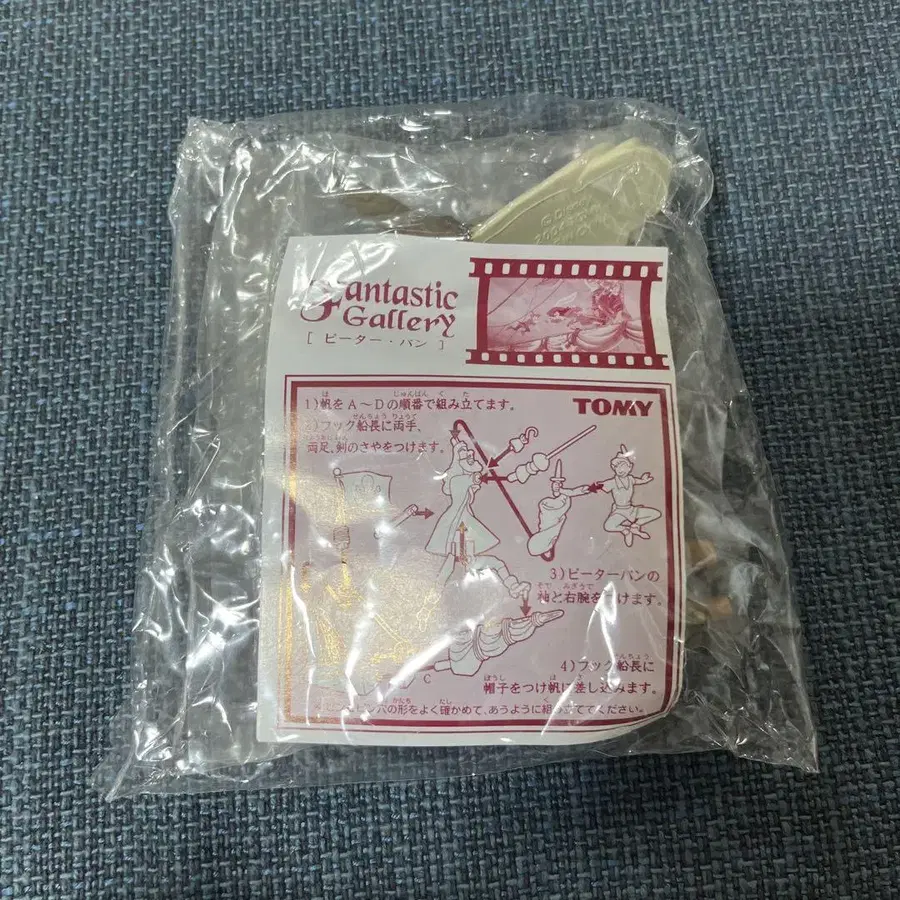 Fantastic
Gallery
[ ピーター・パン ]
1)帆をA〜Dの順番で組み立てます。
2)フック船長に両手、
両足、剣のさやをつけます。
TOMY
3)ピーターパンの
袖と右腕をつけます。
C
4)フック船長に
帽子をつけ帆に差し込みます。
穴の形をよく確かめて、あうように組み立ててください。
© Disney